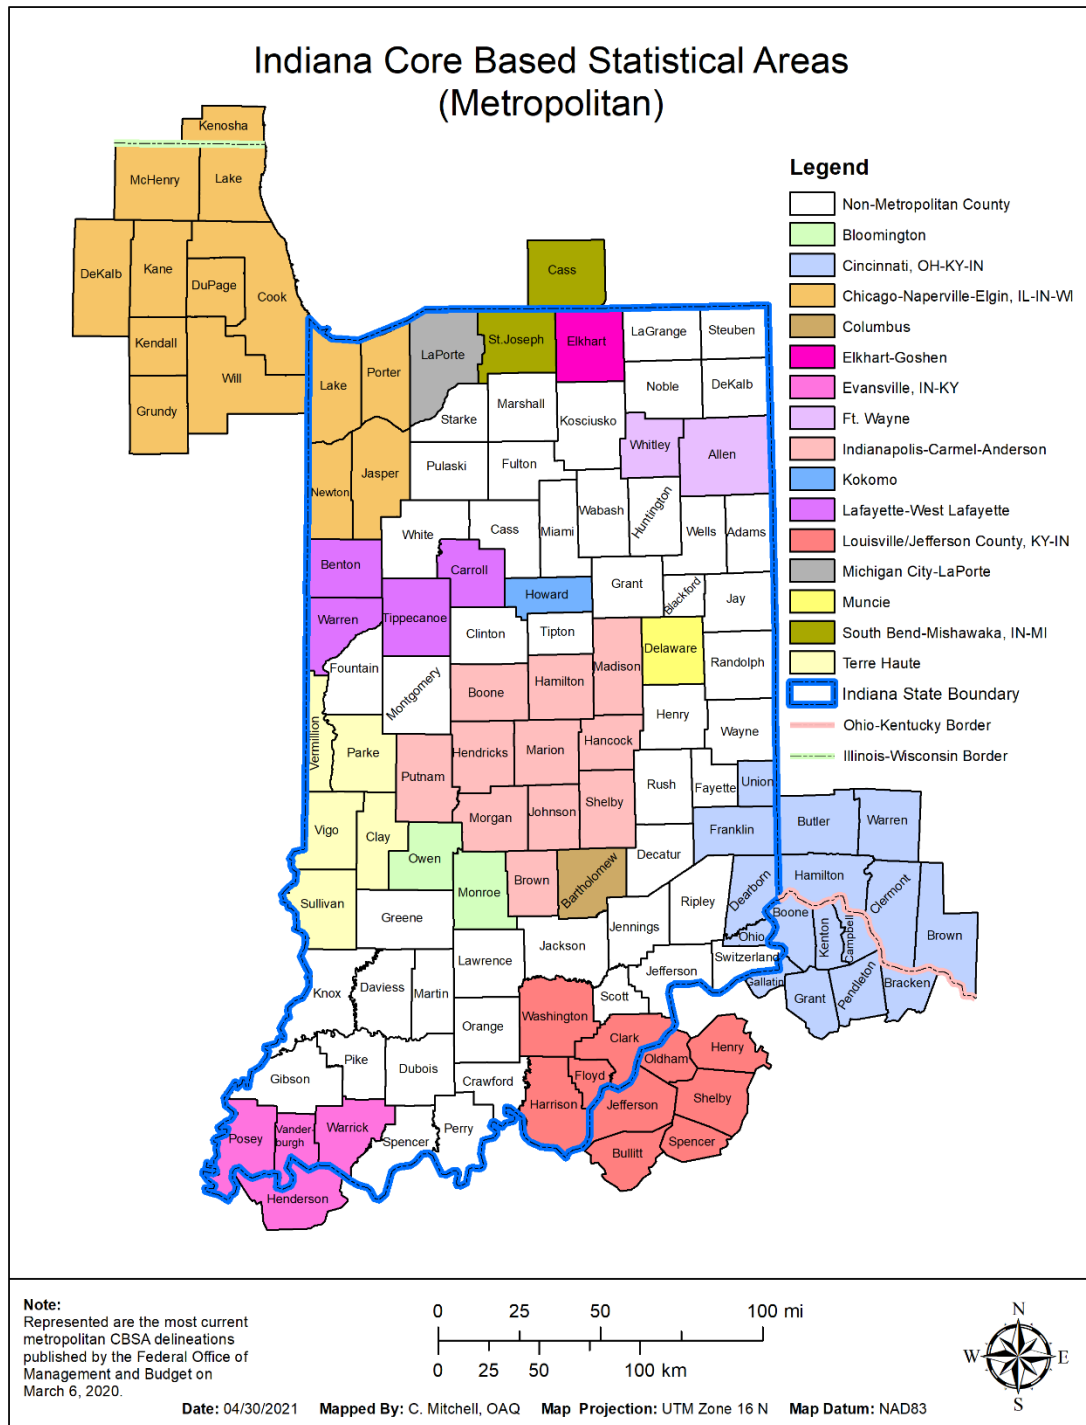 Indiana Core Based Statistical Areas
(Metropolitan)
Legend
Non-Metropolitan County
Bloomington
Cincinnati, OH-KY-IN
Chicago-Naperville-Elgin, IL-IN-WI
Columbus
Elkhart-Goshen
Evansville, IN-KY
Ft. Wayne
Indianapolis-Carmel-Anderson
Kokomo
Lafayette-West Lafayette
Louisville/Jefferson County, KY-IN
Michigan City-LaPorte
Muncie
South Bend-Mishawaka, IN-MI
Terre Haute
Indiana State Boundary
Ohio-Kentucky Border
Illinois-Wisconsin Border
Kenosha
McHenry
Lake
DeKalb
Kane
DuPage
Cook
Kendall
Will
Grundy
Cass
Lake
Porter
LaPorte
St.Joseph
Elkhart
LaGrange
Steuben
Noble
DeKalb
Starke
Marshall
Kosciusko
Whitley
Allen
Newton
Jasper
Pulaski
Fulton
White
Cass
Miami
Wabash
Huntington
Wells
Adams
Benton
Carroll
Howard
Grant
Blackford
Jay
Warren
Tippecanoe
Clinton
Tipton
Madison
Delaware
Randolph
Fountain
Montgomery
Boone
Hamilton
Henry
Wayne
Vermillion
Parke
Putnam
Hendricks
Marion
Hancock
Rush
Fayette
Union
Vigo
Clay
Morgan
Johnson
Shelby
Franklin
Butler
Warren
Owen
Monroe
Brown
Bartholomew
Decatur
Dearborn
Hamilton
Clermont
Sullivan
Greene
Ripley
Jennings
Jackson
Ohio
Boone
Kenton
Campbell
Brown
Switzerland
Gallatin
Grant
Pendleton
Bracken
Knox
Daviess
Martin
Lawrence
Jefferson
Scott
Orange
Washington
Clark
Oldham
Henry
Gibson
Pike
Dubois
Crawford
Floyd
Harrison
Jefferson
Shelby
Spencer
Bullitt
Posey
Vander-
burgh
Warrick
Spencer
Perry
Henderson
Note:
Represented are the most current
metropolitan CBSA delineations
published by the Federal Office of
Management and Budget on
March 6, 2020.
0 25 50 100 mi
0 25 50 100 km
N
W E
S
Date: 04/30/2021 Mapped By: C. Mitchell, OAQ Map Projection: UTM Zone 16 N Map Datum: NAD83